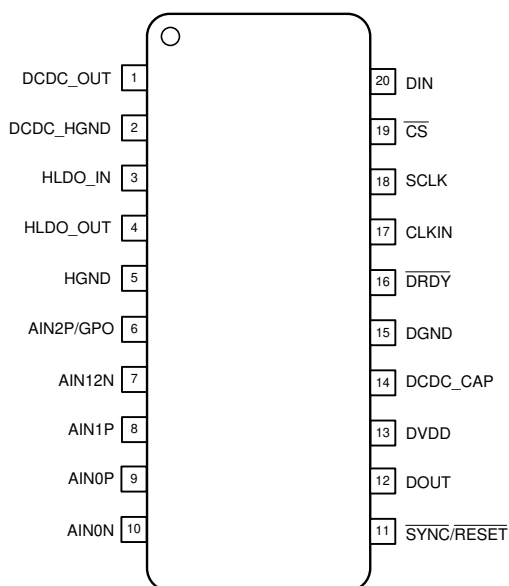 DCDC_OUT 1
DCDC_HGND 2
HLDO_IN 3
HLDO_OUT 4
HGND 5
AIN2P/GPO 6
AIN12N 7
AIN1P 8
AIN0P 9
AIN0N 10
20 DIN
19 CS
18 SCLK
17 CLKIN
16 DRDY
15 DGND
14 DCDC_CAP
13 DVDD
12 DOUT
11 SYNC/RESET